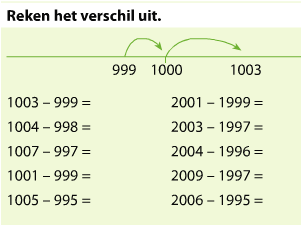 Reken het verschil uit.
999 1000 1003
1003 – 999 = 2001 – 1999 =
1004 – 998 = 2003 – 1997 =
1007 – 997 = 2004 – 1996 =
1001 – 999 = 2009 – 1997 =
1005 – 995 = 2006 – 1995 =